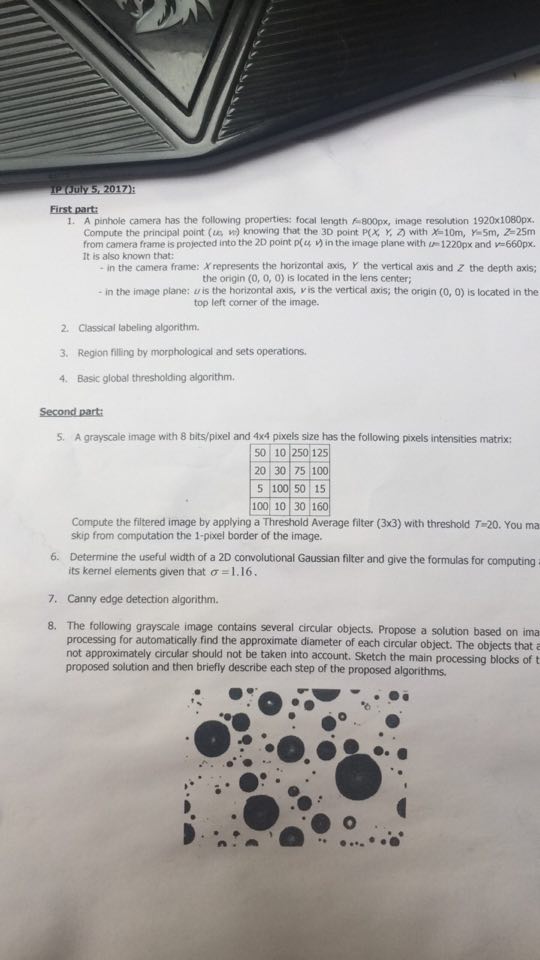 IP (July 5, 2017):
First part:
1. A pinhole camera has the following properties: focal length f=800px, image resolution 1920x1080px.
Compute the principal point (u₀, v₀) knowing that the 3D point P(X, Y, Z) with X=10m, Y=5m, Z=25m
from camera frame is projected into the 2D point p(u, v) in the image plane with u=1220px and v=660px.
It is also known that:
- in the camera frame: X represents the horizontal axis, Y the vertical axis and Z the depth axis;
the origin (0, 0, 0) is located in the lens center;
- in the image plane: u is the horizontal axis, v is the vertical axis; the origin (0, 0) is located in the
top left corner of the image.
2. Classical labeling algorithm.
3. Region filling by morphological and sets operations.
4. Basic global thresholding algorithm.
Second part:
5. A grayscale image with 8 bits/pixel and 4x4 pixels size has the following pixels intensities matrix:
50 10 250 125
20 30 75 100
5 100 50 15
100 10 30 160
Compute the filtered image by applying a Threshold Average filter (3x3) with threshold T=20. You ma
skip from computation the 1-pixel border of the image.
6. Determine the useful width of a 2D convolutional Gaussian filter and give the formulas for computing
its kernel elements given that σ = 1.16.
7. Canny edge detection algorithm.
8. The following grayscale image contains several circular objects. Propose a solution based on ima
processing for automatically find the approximate diameter of each circular object. The objects that a
not approximately circular should not be taken into account. Sketch the main processing blocks of t
proposed solution and then briefly describe each step of the proposed algorithms.